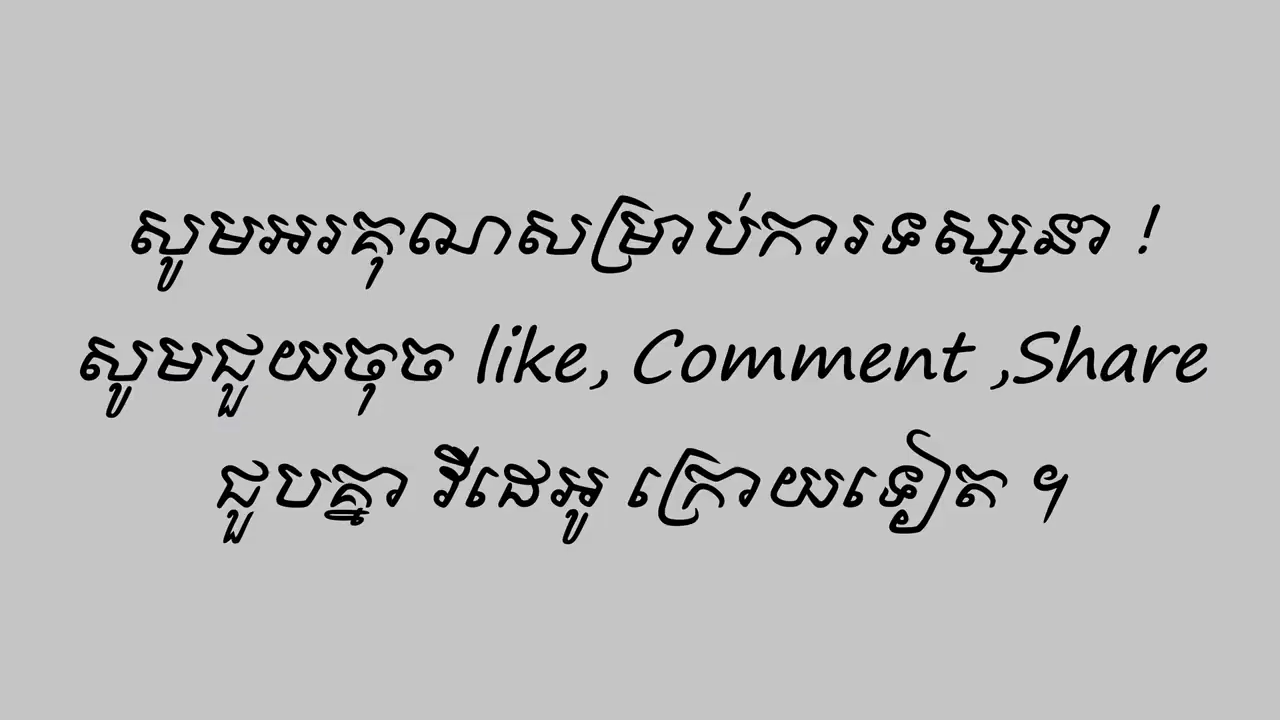 សូមអរគុណសម្រាប់ការទស្សនា !
សូមជួយចុច like, Comment ,Share
ជួបគ្នា វីដេអូ ក្រោយទៀត ។